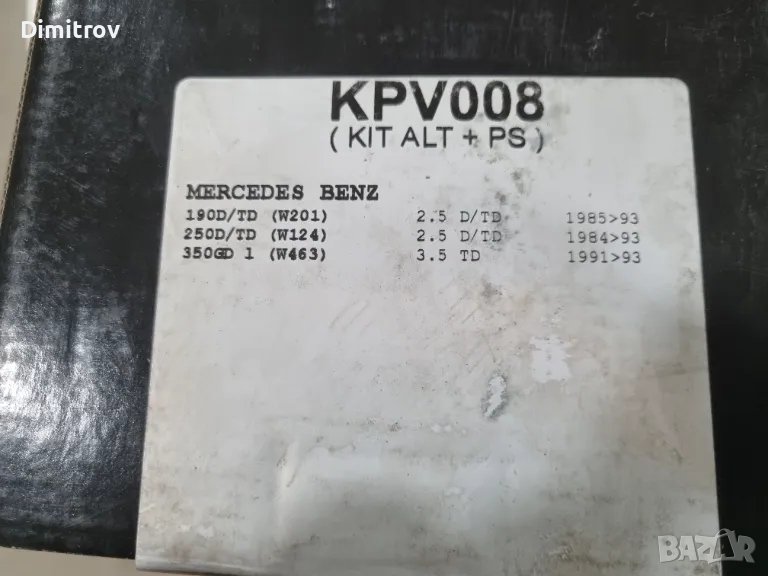 Dimitrov
KPV008
( KIT ALT + PS )
MERCEDES BENZ
190D/TD (W201) 2.5 D/TD 1985>93
250D/TD (W124) 2.5 D/TD 1984>93
350GD 1 (W463) 3.5 TD 1991>93
BAZAR